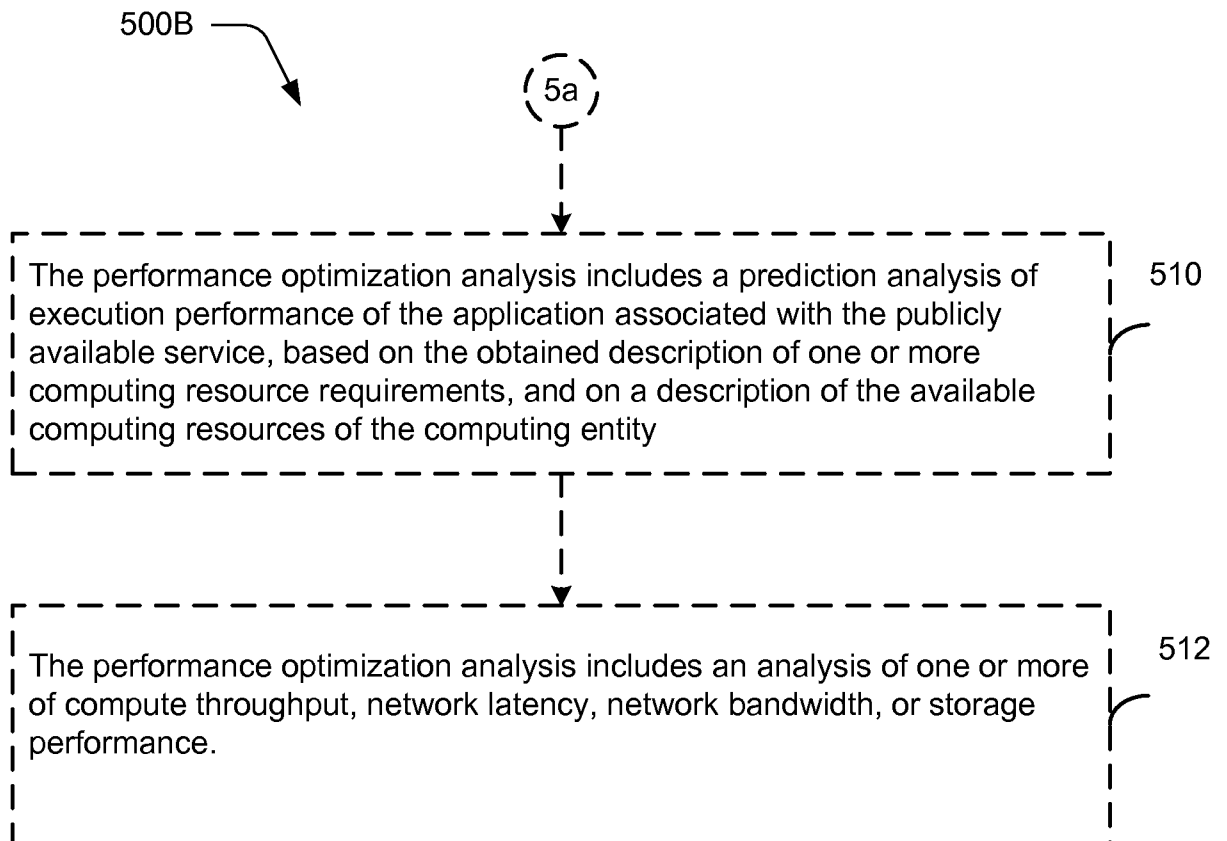 500B
5a
The performance optimization analysis includes a prediction analysis of
execution performance of the application associated with the publicly
available service, based on the obtained description of one or more
computing resource requirements, and on a description of the available
computing resources of the computing entity
510
The performance optimization analysis includes an analysis of one or more
of compute throughput, network latency, network bandwidth, or storage
performance.
512